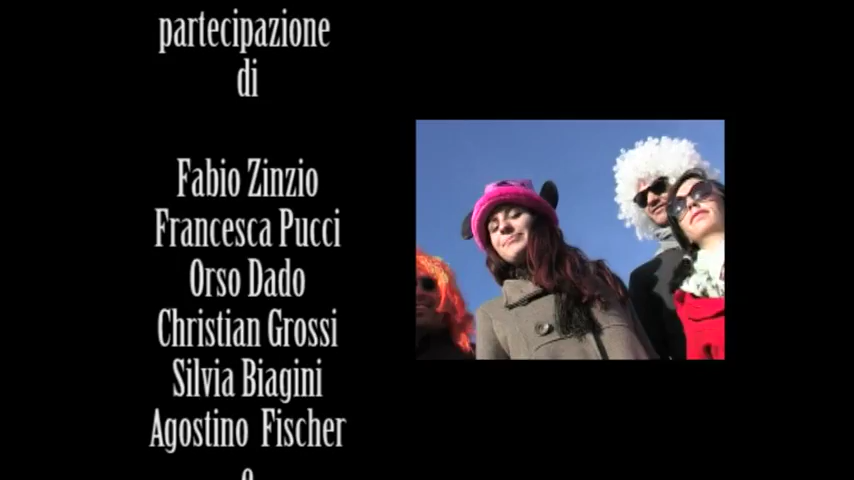 partecipazione
di
Fabio Zinzio
Francesca Pucci
Orso Dado
Christian Grossi
Silvia Biagini
Agostino Fischer